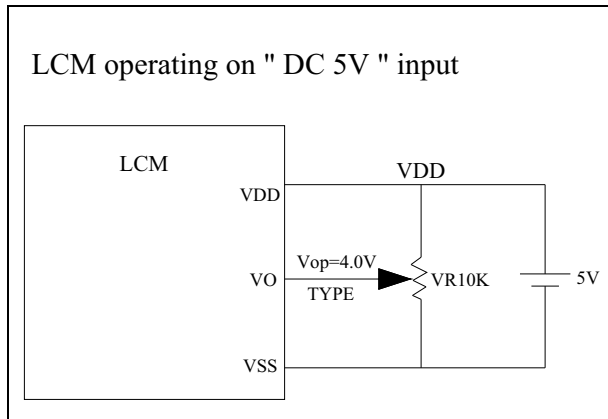 LCM operating on " DC 5V " input
LCM
VDD
VDD
Vop=4.0V
VO
VR10K
5V
TYPE
VSS